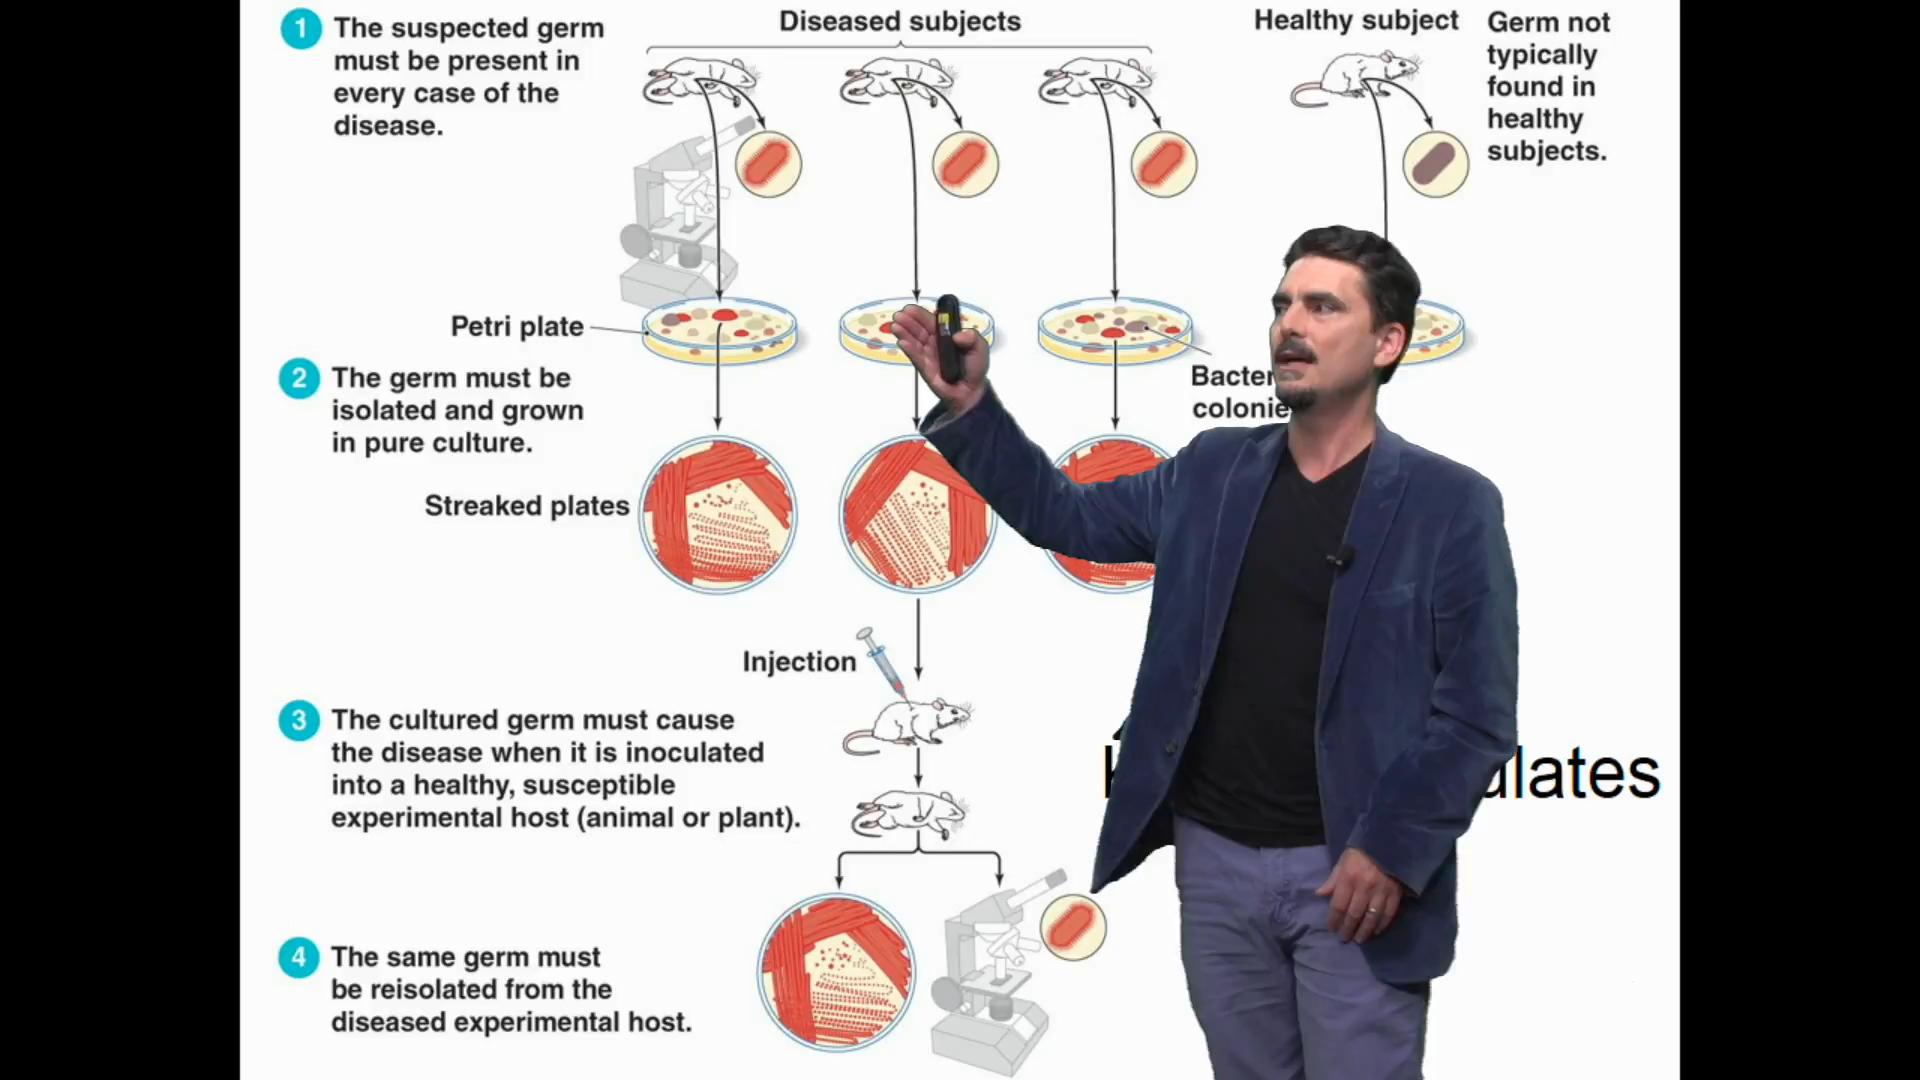 1 The suspected germ
must be present in
every case of the
disease.
Diseased subjects
Healthy subject
Germ not
typically
found in
healthy
subjects.
Petri plate
2 The germ must be
isolated and grown
in pure culture.
Streaked plates
Injection
3 The cultured germ must cause
the disease when it is inoculated
into a healthy, susceptible
experimental host (animal or plant).
4 The same germ must
be reisolated from the
diseased experimental host.